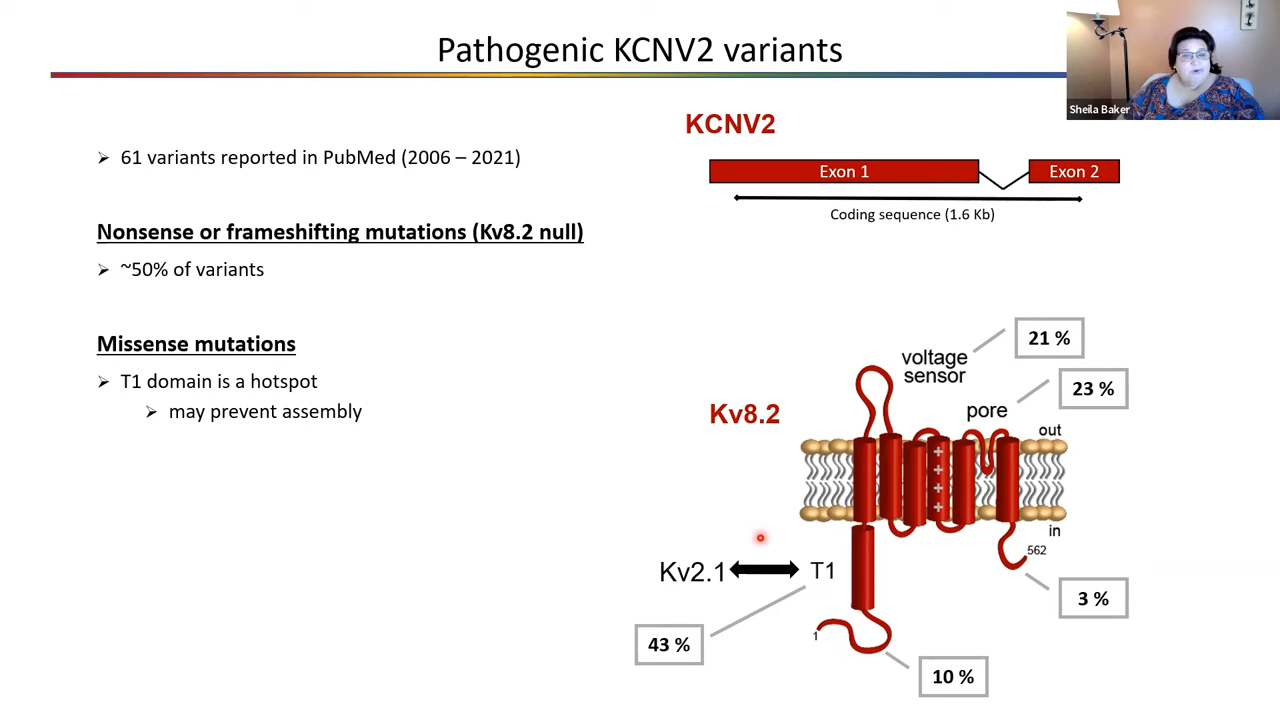 Pathogenic KCNV2 variants
Sheila Baker
61 variants reported in PubMed (2006 – 2021)
Nonsense or frameshifting mutations (Kv8.2 null)
~50% of variants
Missense mutations
T1 domain is a hotspot
may prevent assembly
KCNV2
Exon 1
Exon 2
Coding sequence (1.6 Kb)
21 %
voltage
sensor
23 %
pore
Kv8.2
out
+
+
+
+
in
562
Kv2.1
T1
3 %
1
43 %
10 %